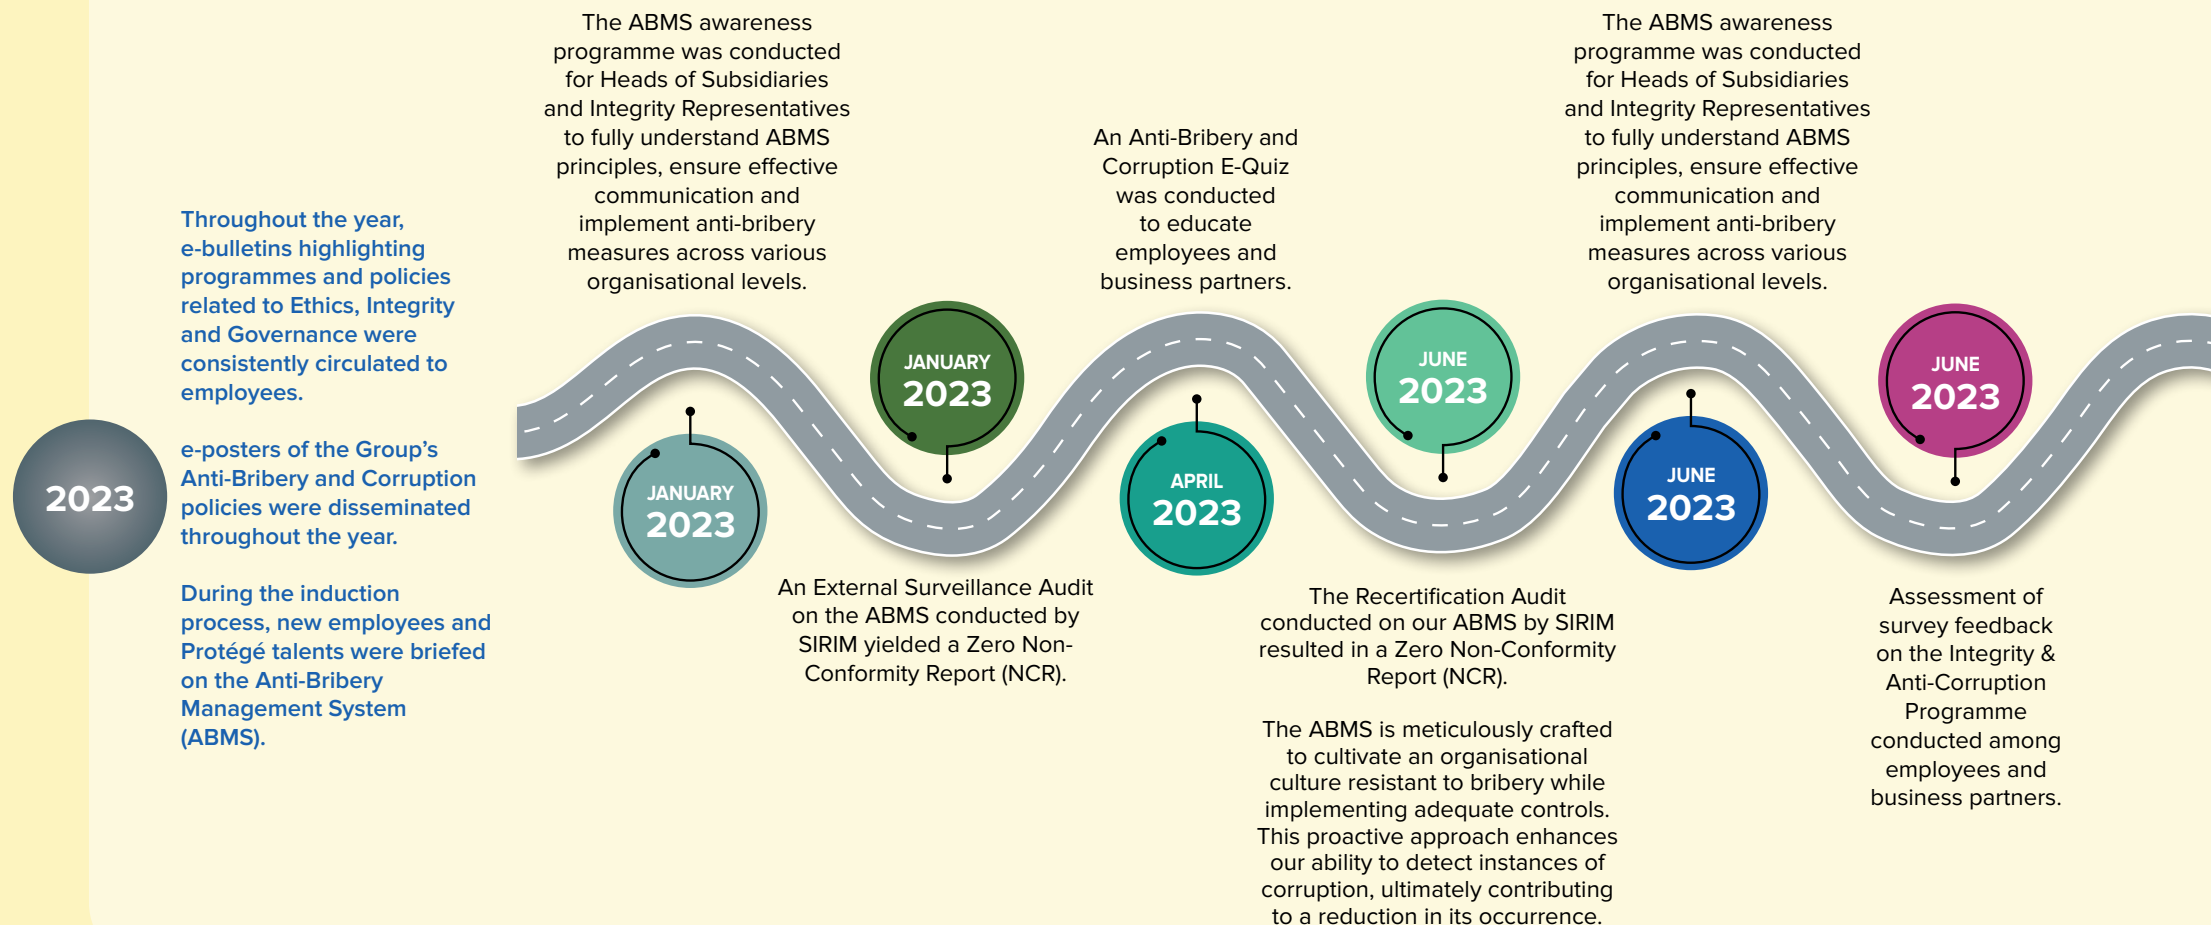 2023
Throughout the year,
e-bulletins highlighting
programmes and policies
related to Ethics, Integrity
and Governance were
consistently circulated to
employees.
e-posters of the Group’s
Anti-Bribery and Corruption
policies were disseminated
throughout the year.
During the induction
process, new employees and
Protégé talents were briefed
on the Anti-Bribery
Management System
(ABMS).
The ABMS awareness
programme was conducted
for Heads of Subsidiaries
and Integrity Representatives
to fully understand ABMS
principles, ensure effective
communication and
implement anti-bribery
measures across various
organisational levels.
JANUARY
2023
JANUARY
2023
An External Surveillance Audit
on the ABMS conducted by
SIRIM yielded a Zero Non-
Conformity Report (NCR).
An Anti-Bribery and
Corruption E-Quiz
was conducted
to educate
employees and
business partners.
APRIL
2023
JUNE
2023
The Recertification Audit
conducted on our ABMS by SIRIM
resulted in a Zero Non-Conformity
Report (NCR).
The ABMS is meticulously crafted
to cultivate an organisational
culture resistant to bribery while
implementing adequate controls.
This proactive approach enhances
our ability to detect instances of
corruption, ultimately contributing
to a reduction in its occurrence.
The ABMS awareness
programme was conducted
for Heads of Subsidiaries
and Integrity Representatives
to fully understand ABMS
principles, ensure effective
communication and
implement anti-bribery
measures across various
organisational levels.
JUNE
2023
JUNE
2023
Assessment of
survey feedback
on the Integrity &
Anti-Corruption
Programme
conducted among
employees and
business partners.